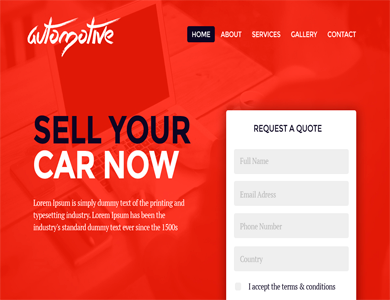 automotive
HOME ABOUT SERVICES GALLERY CONTACT
SELL YOUR
CAR NOW
Lorem Ipsum is simply dummy text of the printing and
typesetting industry. Lorem Ipsum has been the
industry's standard dummy text ever since the 1500s
REQUEST A QUOTE
Full Name
Email Adress
Phone Number
Country
I accept the terms & conditions